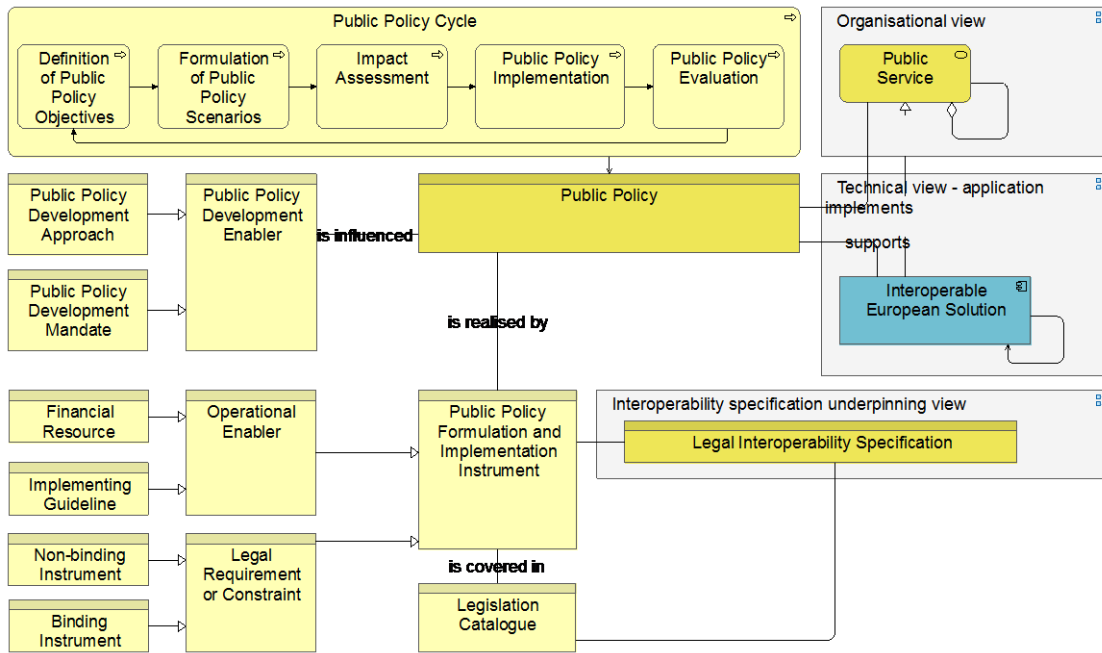 Public Policy Cycle
Definition
of Public
Policy
Objectives
Formulation
of Public
Policy
Scenarios
Impact
Assessment
Public Policy
Implementation
Public Policy
Evaluation
Organisational view
Public
Service
Public Policy
Development
Approach
Public Policy
Development
Enabler
is influenced
Public Policy
Technical view - application
implements
supports
Public Policy
Development
Mandate
Interoperable
European Solution
is realised by
Financial
Resource
Operational
Enabler
Public Policy
Formulation and
Implementation
Instrument
Interoperability specification underpinning view
Legal Interoperability Specification
Implementing
Guideline
Non-binding
Instrument
Legal
Requirement
or Constraint
is covered in
Binding
Instrument
Legislation
Catalogue